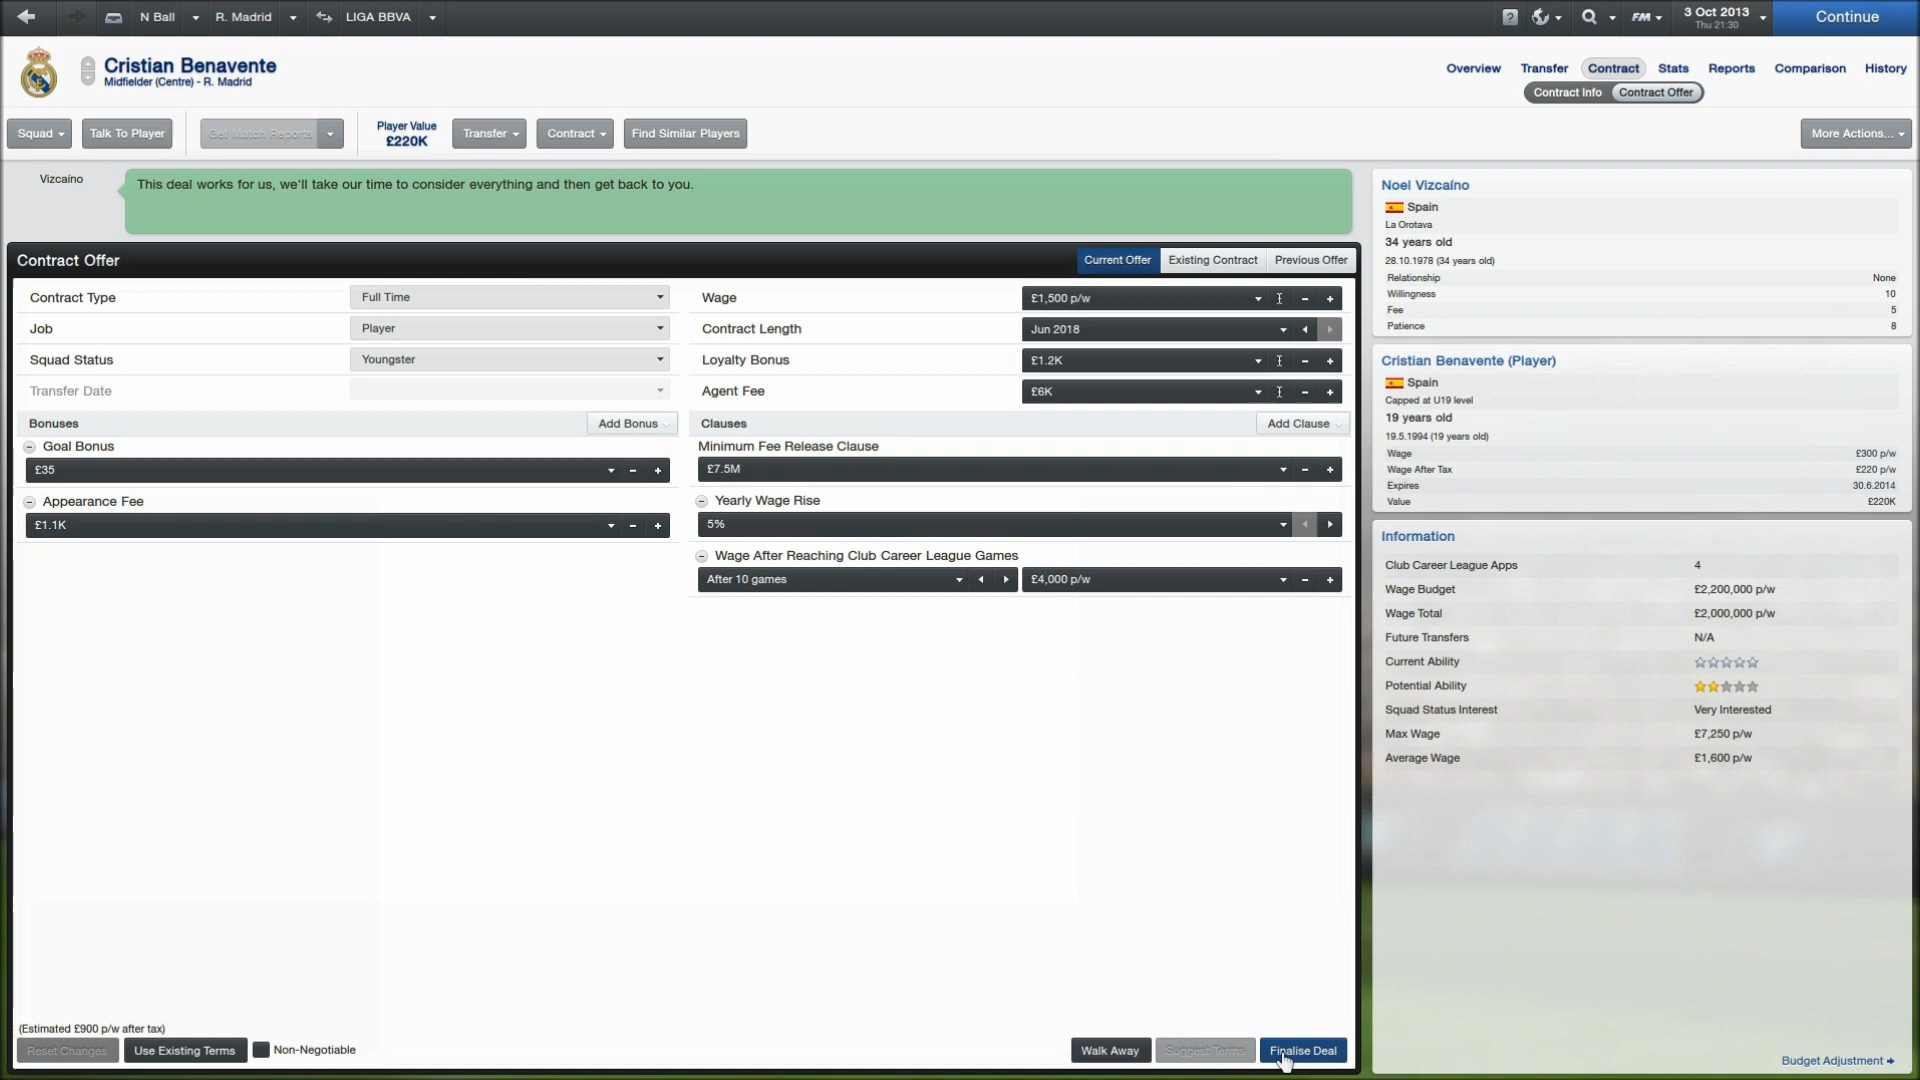 N Ball R. Madrid LIGA BBVA
FM 3 Oct 2013 Continue
Thu 21:30
Cristian Benavente
Midfielder (Centre) - R. Madrid
Overview Transfer Contract Stats Reports Comparison History
Contract Info Contract Offer
Squad Talk To Player Get Match Reports
Player Value
£220K
Transfer Contract Find Similar Players More Actions...
Vizcaíno
This deal works for us, we'll take our time to consider everything and then get back to you.
Contract Offer
Current Offer Existing Contract Previous Offer
Contract Type Full Time
Job Player
Squad Status Youngster
Transfer Date
Wage £1,500 p/w
Contract Length Jun 2018
Loyalty Bonus £1.2K
Agent Fee £6K
Bonuses Add Bonus
Goal Bonus
£35
Appearance Fee
£1.1K
Clauses Add Clause
Minimum Fee Release Clause
£7.5M
Yearly Wage Rise
5%
Wage After Reaching Club Career League Games
After 10 games £4,000 p/w
(Estimated £900 p/w after tax)
Reset Changes Use Existing Terms Non-Negotiable
Walk Away Suggest Terms Finalise Deal
Noel Vizcaíno
Spain
La Orotava
34 years old
28.10.1978 (34 years old)
Relationship None
Willingness 10
Fee 5
Patience 8
Cristian Benavente (Player)
Spain
Capped at U19 level
19 years old
19.5.1994 (19 years old)
Wage £300 p/w
Wage After Tax £220 p/w
Expires 30.6.2014
Value £220K
Information
Club Career League Apps 4
Wage Budget £2,200,000 p/w
Wage Total £2,000,000 p/w
Future Transfers N/A
Current Ability
Potential Ability
Squad Status Interest Very Interested
Max Wage £7,250 p/w
Average Wage £1,600 p/w
Budget Adjustment